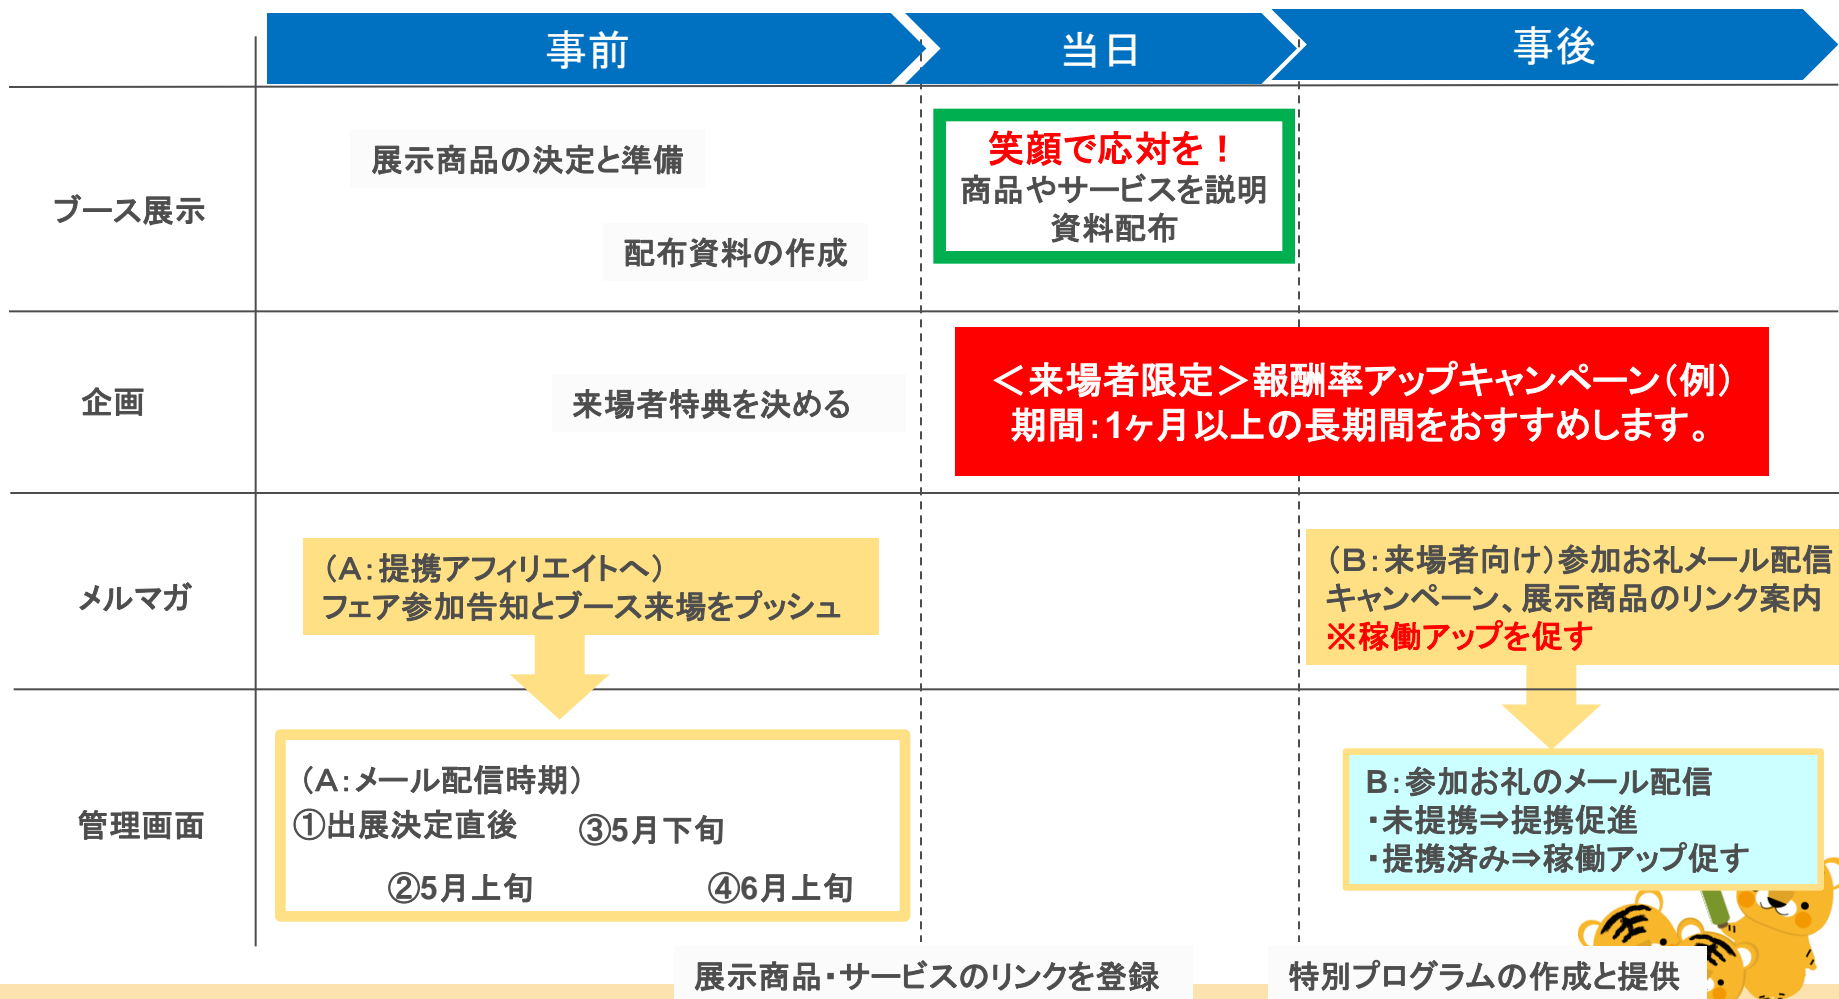 事前
当日
事後
ブース展示
展示商品の決定と準備
配布資料の作成
笑顔で応対を！
商品やサービスを説明
資料配布
企画
来場者特典を決める
＜来場者限定＞報酬率アップキャンペーン（例）
期間：1ヶ月以上の長期間をおすすめします。
メルマガ
（A：提携アフィリエイトへ）
フェア参加告知とブース来場をプッシュ
（B：来場者向け）参加お礼メール配信
キャンペーン、展示商品のリンク案内
※稼働アップを促す
管理画面
（A：メール配信時期）
①出展決定直後
③5月下旬
②5月上旬
④6月上旬
B：参加お礼のメール配信
・未提携⇒提携促進
・提携済み⇒稼働アップ促す
展示商品・サービスのリンクを登録
特別プログラムの作成と提供